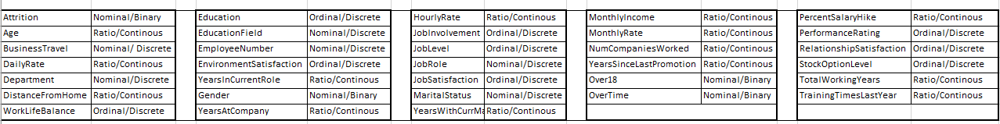 Attrition Nominal/Binary Education Ordinal/Discrete HourlyRate Ratio/Continous MonthlyIncome Ratio/Continous PercentSalaryHike Ratio/Continous
Age Ratio/Continous EducationField Nominal/Discrete JobInvolvement Ordinal/Discrete MonthlyRate Ratio/Continous PerformanceRating Ordinal/Discrete
BusinessTravel Nominal/ Discrete EmployeeNumber Nominal/Discrete JobLevel Ordinal/Discrete NumCompaniesWorked Ratio/Continous RelationshipSatisfaction Ordinal/Discrete
DailyRate Ratio/Continous EnvironmentSatisfaction Ordinal/Discrete JobRole Nominal/Discrete YearsSinceLastPromotion Ratio/Continous StockOptionLevel Ordinal/Discrete
Department Nominal/Discrete YearsInCurrentRole Ratio/Continous JobSatisfaction Ordinal/Discrete Over18 Nominal/Binary TotalWorkingYears Ratio/Continous
DistanceFromHome Ratio/Continous Gender Nominal/Binary MaritalStatus Nominal/Discrete OverTime Nominal/Binary TrainingTimesLastYear Ratio/Continous
WorkLifeBalance Ordinal/Discrete YearsAtCompany Ratio/Continous YearsWithCurrMa Ratio/Continous